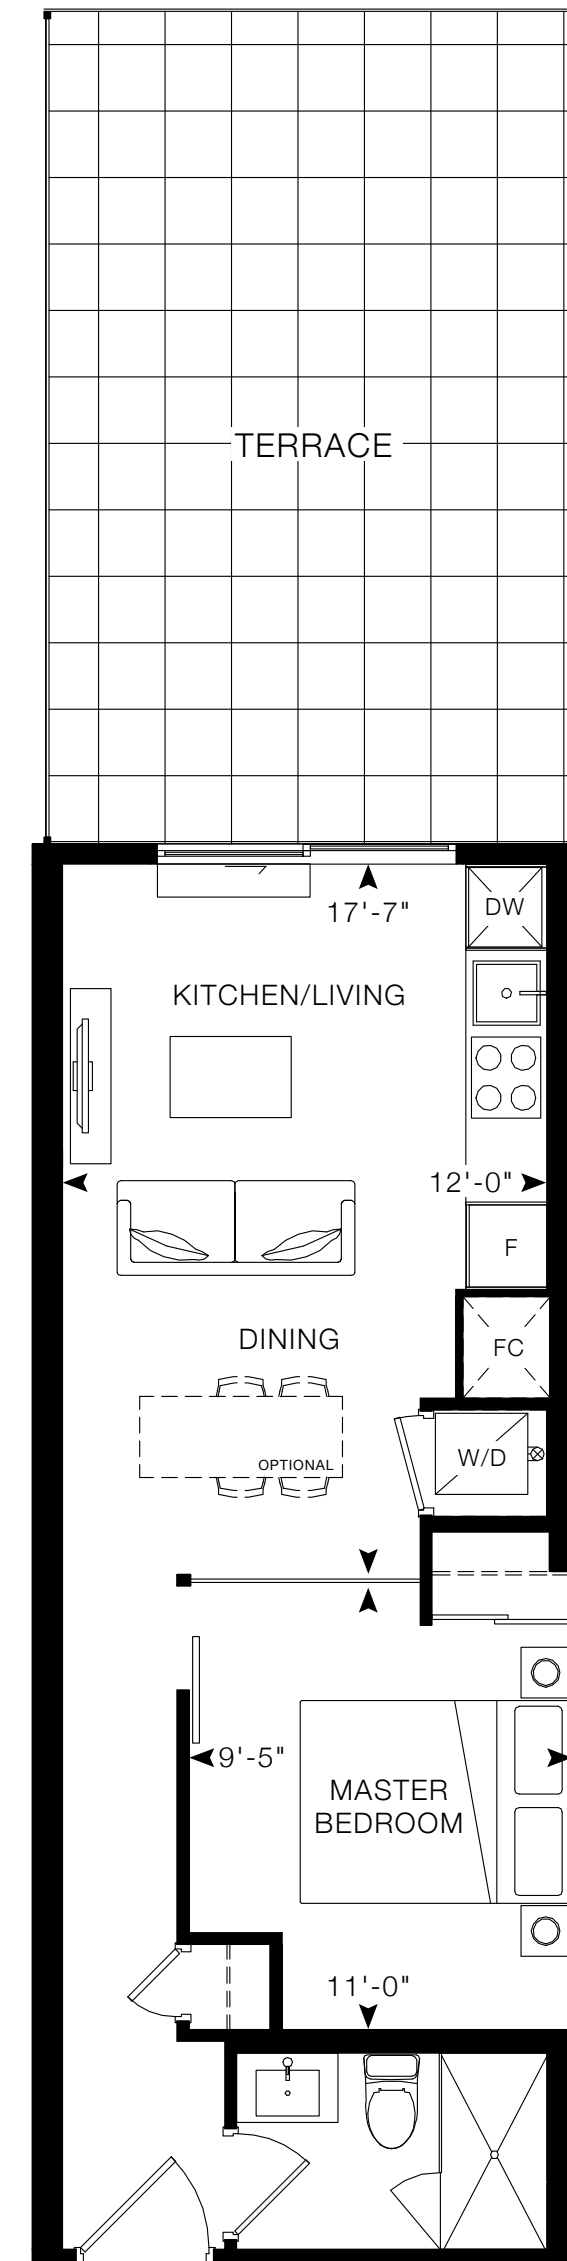 TERRACE
17'-7"
DW
KITCHEN/LIVING
12'-0"
F
DINING
FC
OPTIONAL
W/D
9'-5"
MASTER
BEDROOM
11'-0"